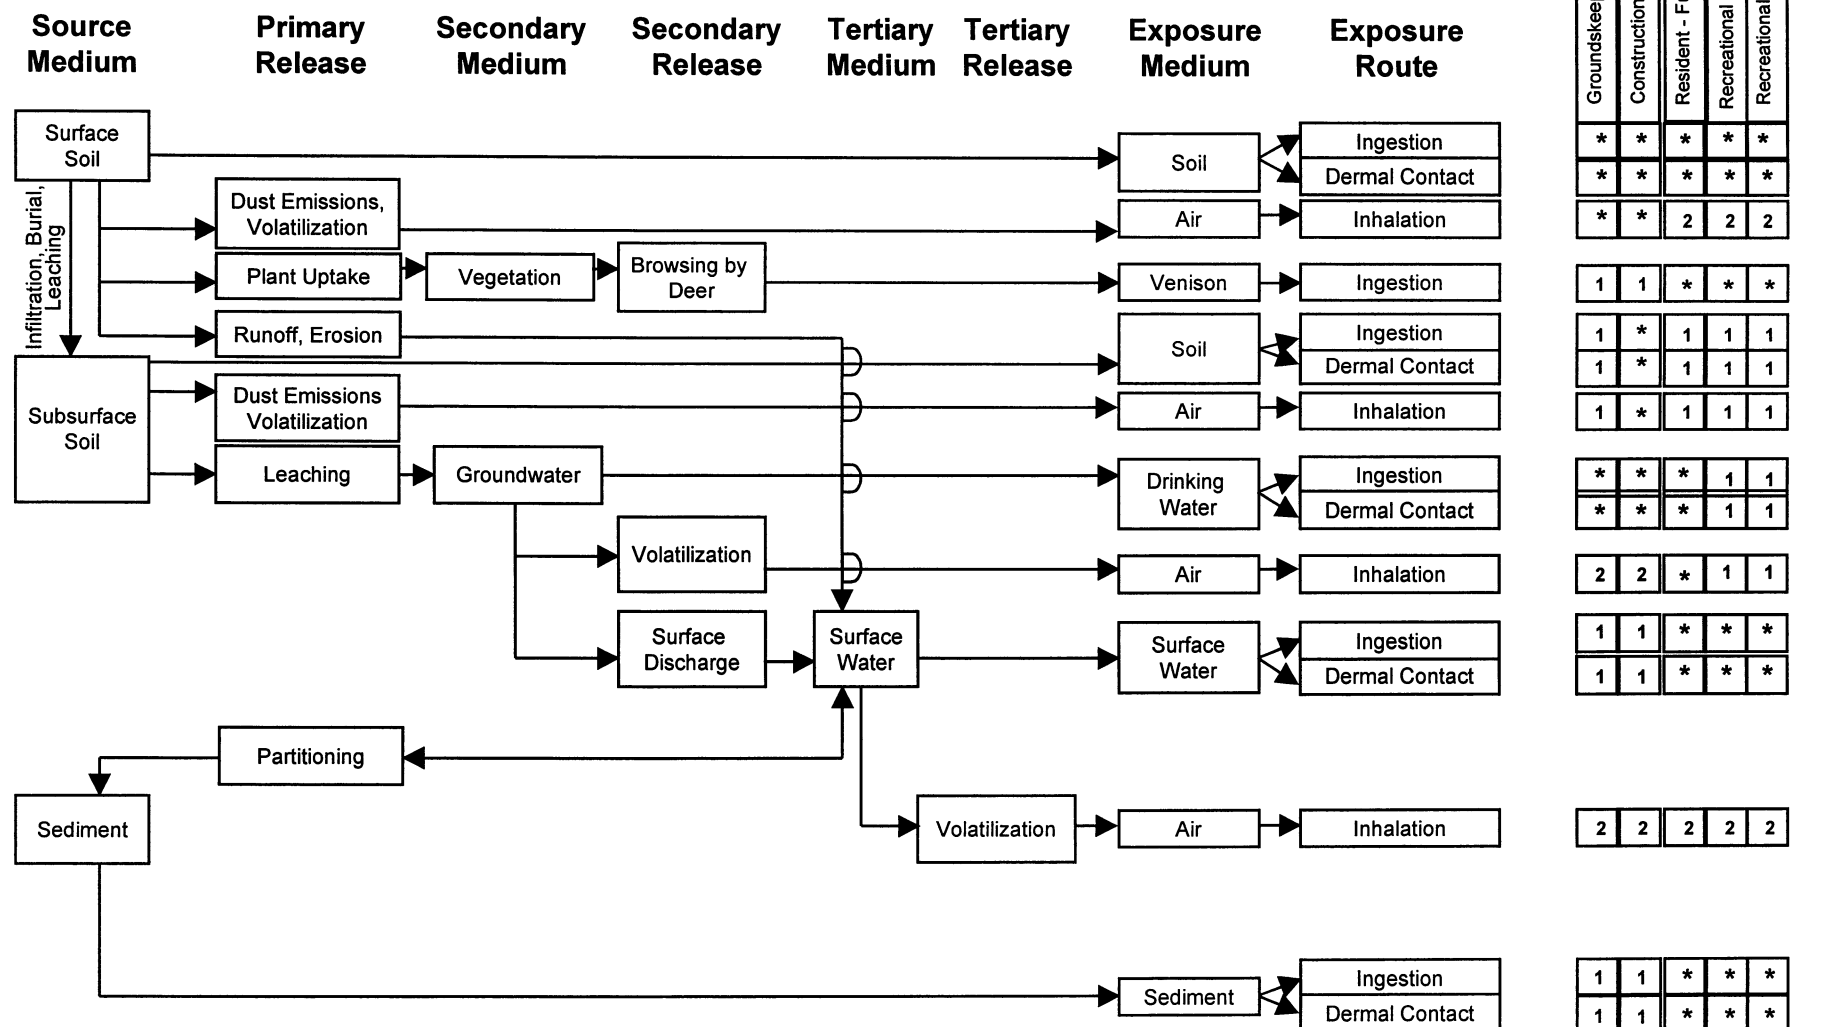 Source Medium
Primary Release
Secondary Medium
Secondary Release
Tertiary Medium
Tertiary Release
Exposure Medium
Exposure Route
Construction
Resident -
Recreational
Recreational
Surface
Soil
Infiltration, Burial,
Leaching
Soil
Ingestion
* * * * *
Dermal Contact
* * * * *
Dust Emissions,
Volatilization
Air
Inhalation
* * 2 2 2
Plant Uptake
Vegetation
Browsing by
Deer
Venison
Ingestion
1 1 * * *
Runoff, Erosion
Soil
Ingestion
1 * 1 1 1
Dermal Contact
1 * 1 1 1
Subsurface
Soil
Dust Emissions
Volatilization
Air
Inhalation
1 * 1 1 1
Leaching
Groundwater
Drinking
Water
Ingestion
* * * 1 1
Dermal Contact
* * * 1 1
Volatilization
Air
Inhalation
2 2 * 1 1
Surface
Discharge
Surface
Water
Surface
Water
Ingestion
1 1 * * *
Dermal Contact
1 1 * * *
Partitioning
Sediment
Volatilization
Air
Inhalation
2 2 2 2 2
Sediment
Ingestion
1 1 * * *
Dermal Contact
1 1 * * *